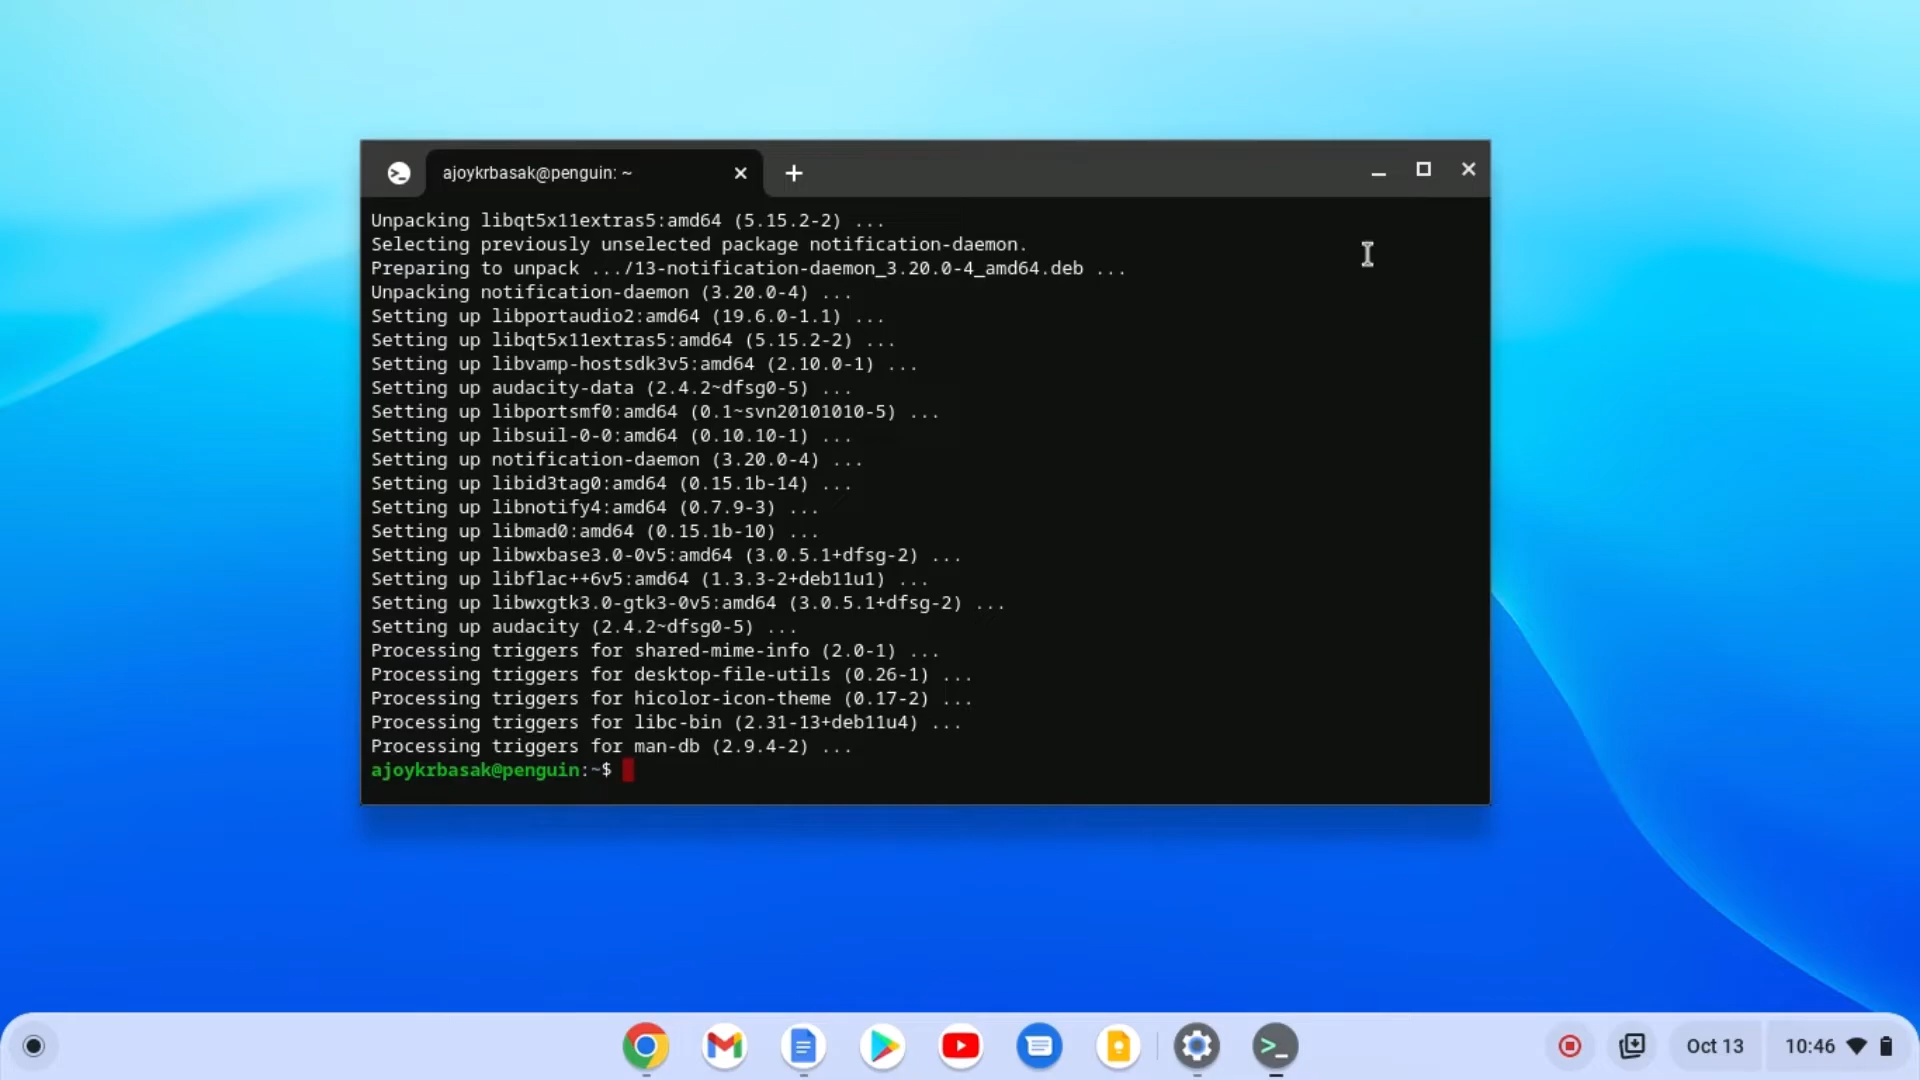 ajoykrbasak@penguin: ~
Unpacking libqt5x11extras5:amd64 (5.15.2-2) ...
Selecting previously unselected package notification-daemon.
Preparing to unpack .../13-notification-daemon_3.20.0-4_amd64.deb ...
Unpacking notification-daemon (3.20.0-4) ...
Setting up libportaudio2:amd64 (19.6.0-1.1) ...
Setting up libqt5x11extras5:amd64 (5.15.2-2) ...
Setting up libvamp-hostsdk3v5:amd64 (2.10.0-1) ...
Setting up audacity-data (2.4.2~dfsg0-5) ...
Setting up libportsmf0:amd64 (0.1~svn20101010-5) ...
Setting up libsuil-0-0:amd64 (0.10.10-1) ...
Setting up notification-daemon (3.20.0-4) ...
Setting up libid3tag0:amd64 (0.15.1b-14) ...
Setting up libnotify4:amd64 (0.7.9-3) ...
Setting up libmad0:amd64 (0.15.1b-10) ...
Setting up libwxbase3.0-0v5:amd64 (3.0.5.1+dfsg-2) ...
Setting up libflac++6v5:amd64 (1.3.3-2+deb11u1) ...
Setting up libwxgtk3.0-gtk3-0v5:amd64 (3.0.5.1+dfsg-2) ...
Setting up audacity (2.4.2~dfsg0-5) ...
Processing triggers for shared-mime-info (2.0-1) ...
Processing triggers for desktop-file-utils (0.26-1) ...
Processing triggers for hicolor-icon-theme (0.17-2) ...
Processing triggers for libc-bin (2.31-13+deb11u4) ...
Processing triggers for man-db (2.9.4-2) ...
ajoykrbasak@penguin:~$
Oct 13 10:46